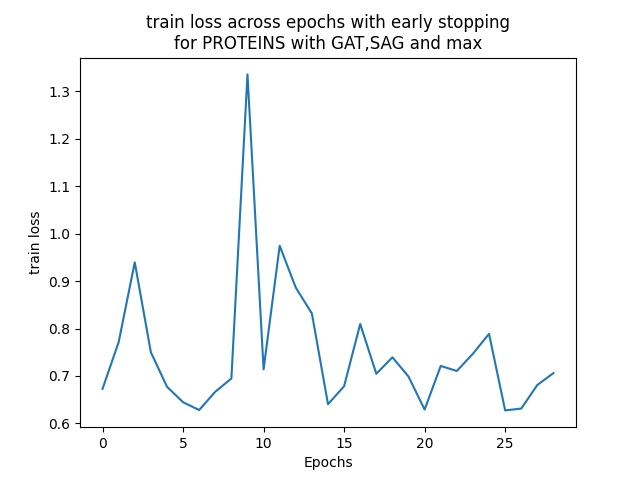 train loss across epochs with early stopping
for PROTEINS with GAT,SAG and max
1.3
1.2
1.1
1.0
0.9
0.8
0.7
0.6
train loss
0 5 10 15 20 25
Epochs